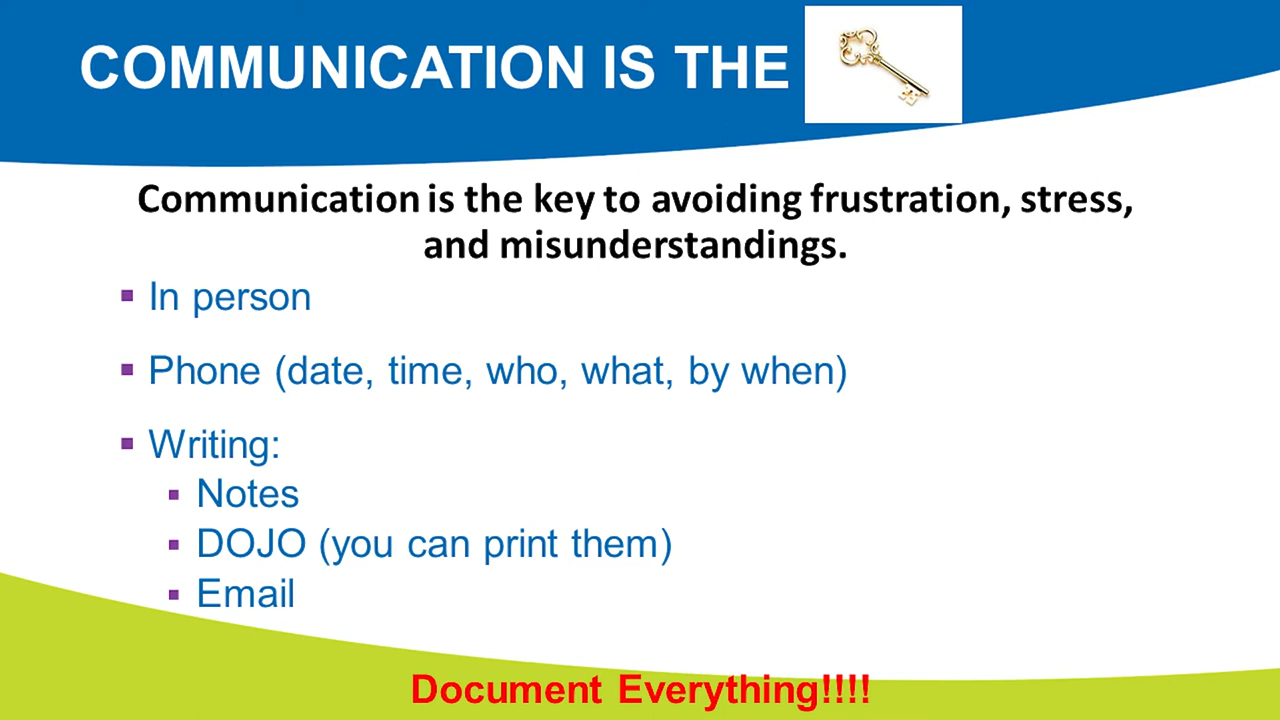 COMMUNICATION IS THE
Communication is the key to avoiding frustration, stress,
and misunderstandings.
In person
Phone (date, time, who, what, by when)
Writing:
Notes
DOJO (you can print them)
Email
Document Everything!!!!